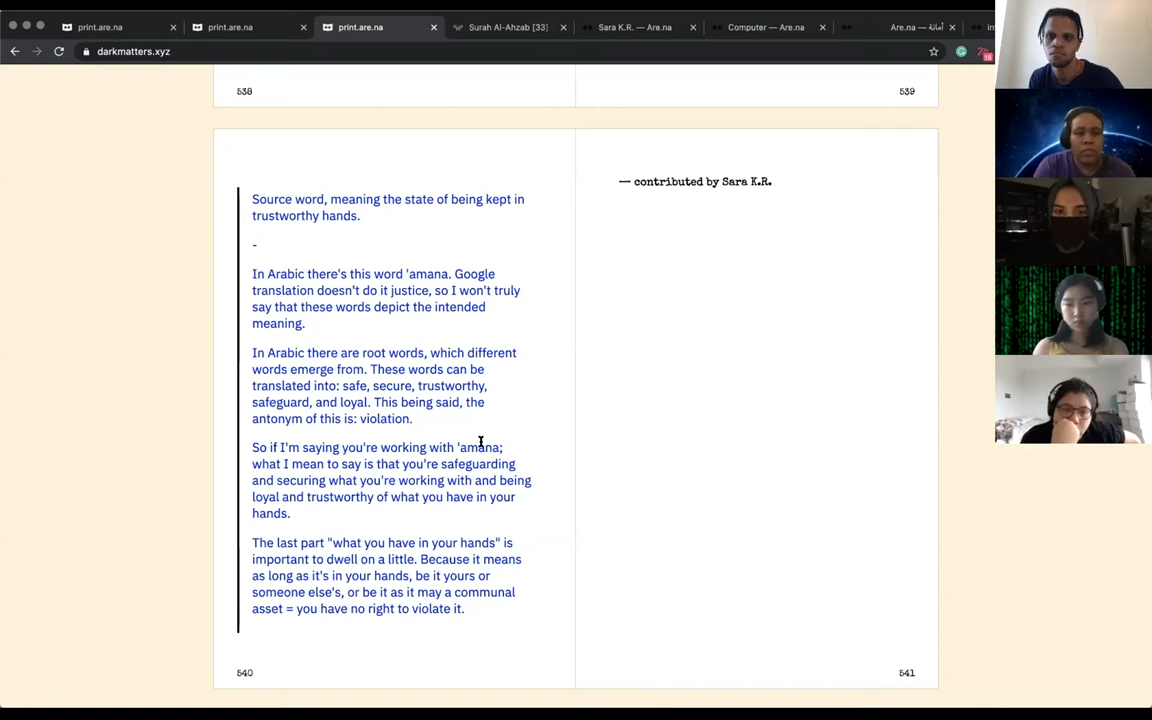 print.are.na
print.are.na
print.are.na
Surah Al-Ahzab [33]
Sara K.R. — Are.na
Computer — Are.na
أمانة — Are.na
in
darkmatters.xyz
15
538
539
Source word, meaning the state of being kept in
trustworthy hands.
-
In Arabic there's this word 'amana. Google
translation doesn't do it justice, so I won't truly
say that these words depict the intended
meaning.
In Arabic there are root words, which different
words emerge from. These words can be
translated into: safe, secure, trustworthy,
safeguard, and loyal. This being said, the
antonym of this is: violation.
So if I'm saying you're working with 'amana;
what I mean to say is that you're safeguarding
and securing what you're working with and being
loyal and trustworthy of what you have in your
hands.
The last part "what you have in your hands" is
important to dwell on a little. Because it means
as long as it's in your hands, be it yours or
someone else's, or be it as it may a communal
asset = you have no right to violate it.
540
— contributed by Sara K.R.
541